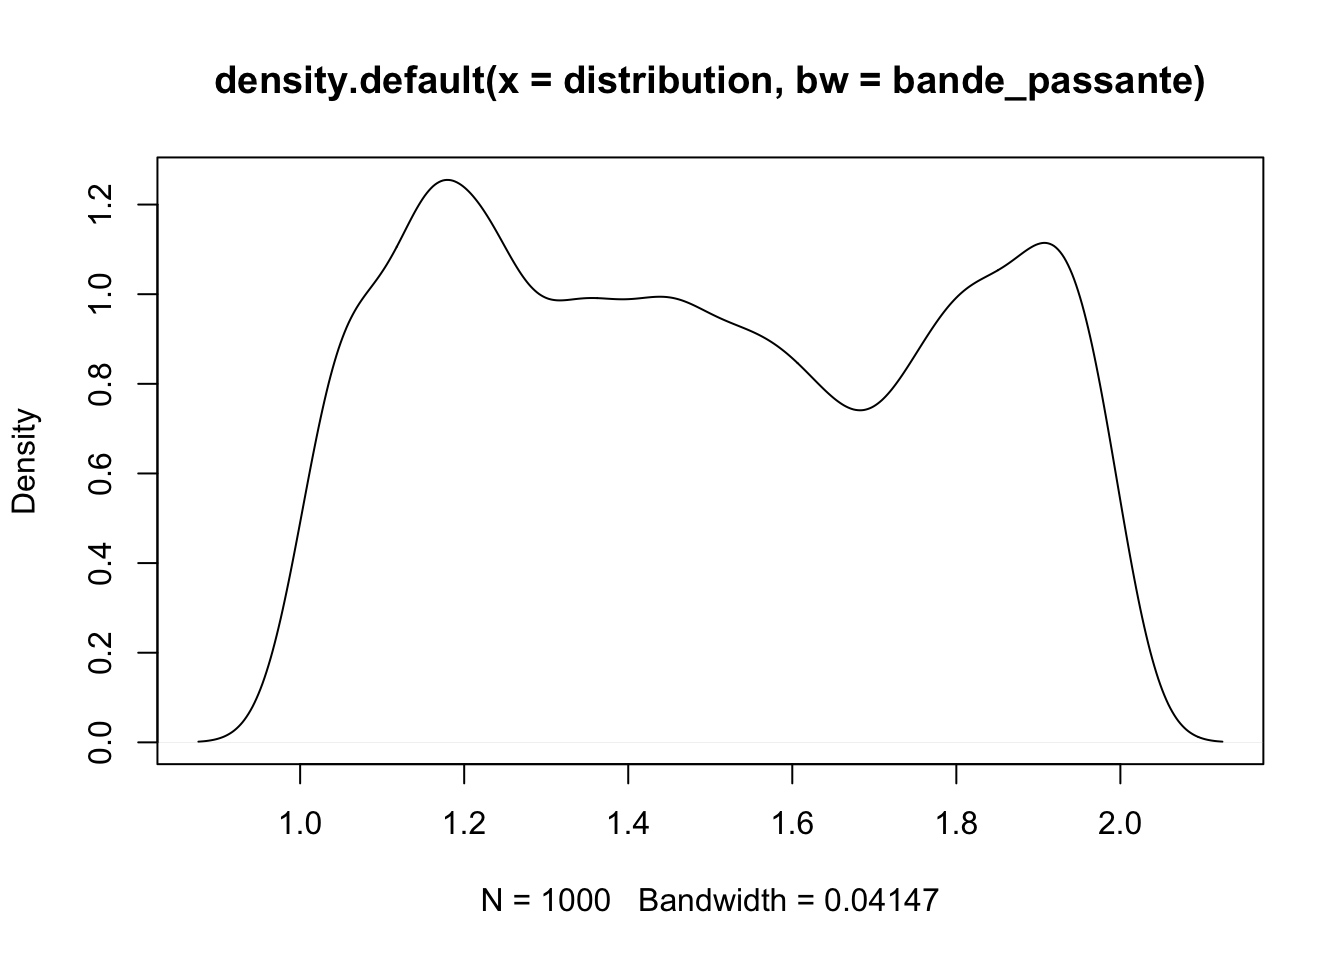 density.default(x = distribution, bw = bande_passante)
Density
1.2
1.0
0.8
0.6
0.4
0.2
0.0
1.0 1.2 1.4 1.6 1.8 2.0
N = 1000 Bandwidth = 0.04147